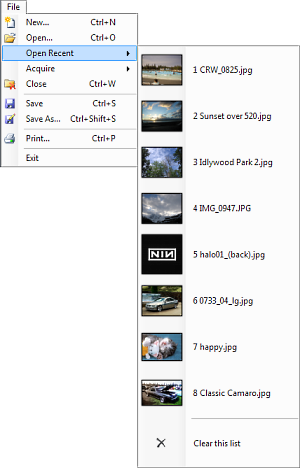 File
New... Ctrl+N
Open... Ctrl+O
Open Recent
Acquire
Close Ctrl+W
Save Ctrl+S
Save As... Ctrl+Shift+S
Print... Ctrl+P
Exit
1 CRW_0825.jpg
2 Sunset over 520.jpg
3 Idlywood Park 2.jpg
4 IMG_0947.JPG
NIN
5 halo01_(back).jpg
6 0733_04_lg.jpg
7 happy.jpg
8 Classic Camaro.jpg
Clear this list